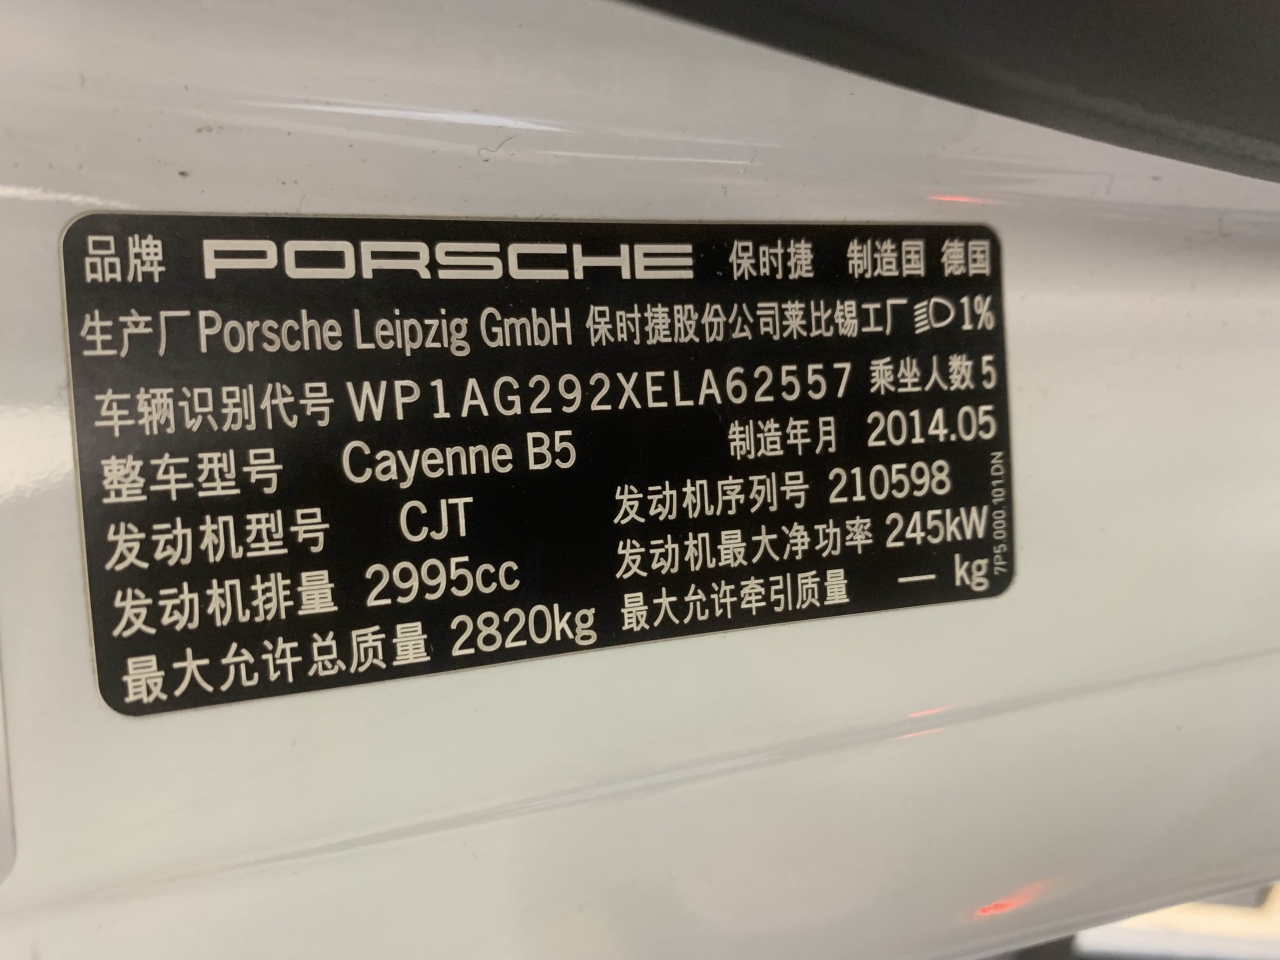 品牌 PORSCHE 保时捷 制造国 德国
生产厂 Porsche Leipzig GmbH 保时捷股份公司莱比锡工厂 1%
车辆识别代号 WP1AG292XELA62557 乘坐人数 5
整车型号 Cayenne B5 制造年月 2014.05
发动机型号 CJT 发动机序列号 210598
发动机排量 2995cc 发动机最大净功率 245kW
最大允许总质量 2820kg 最大允许牵引质量 — kg
7P5.000.101.DN